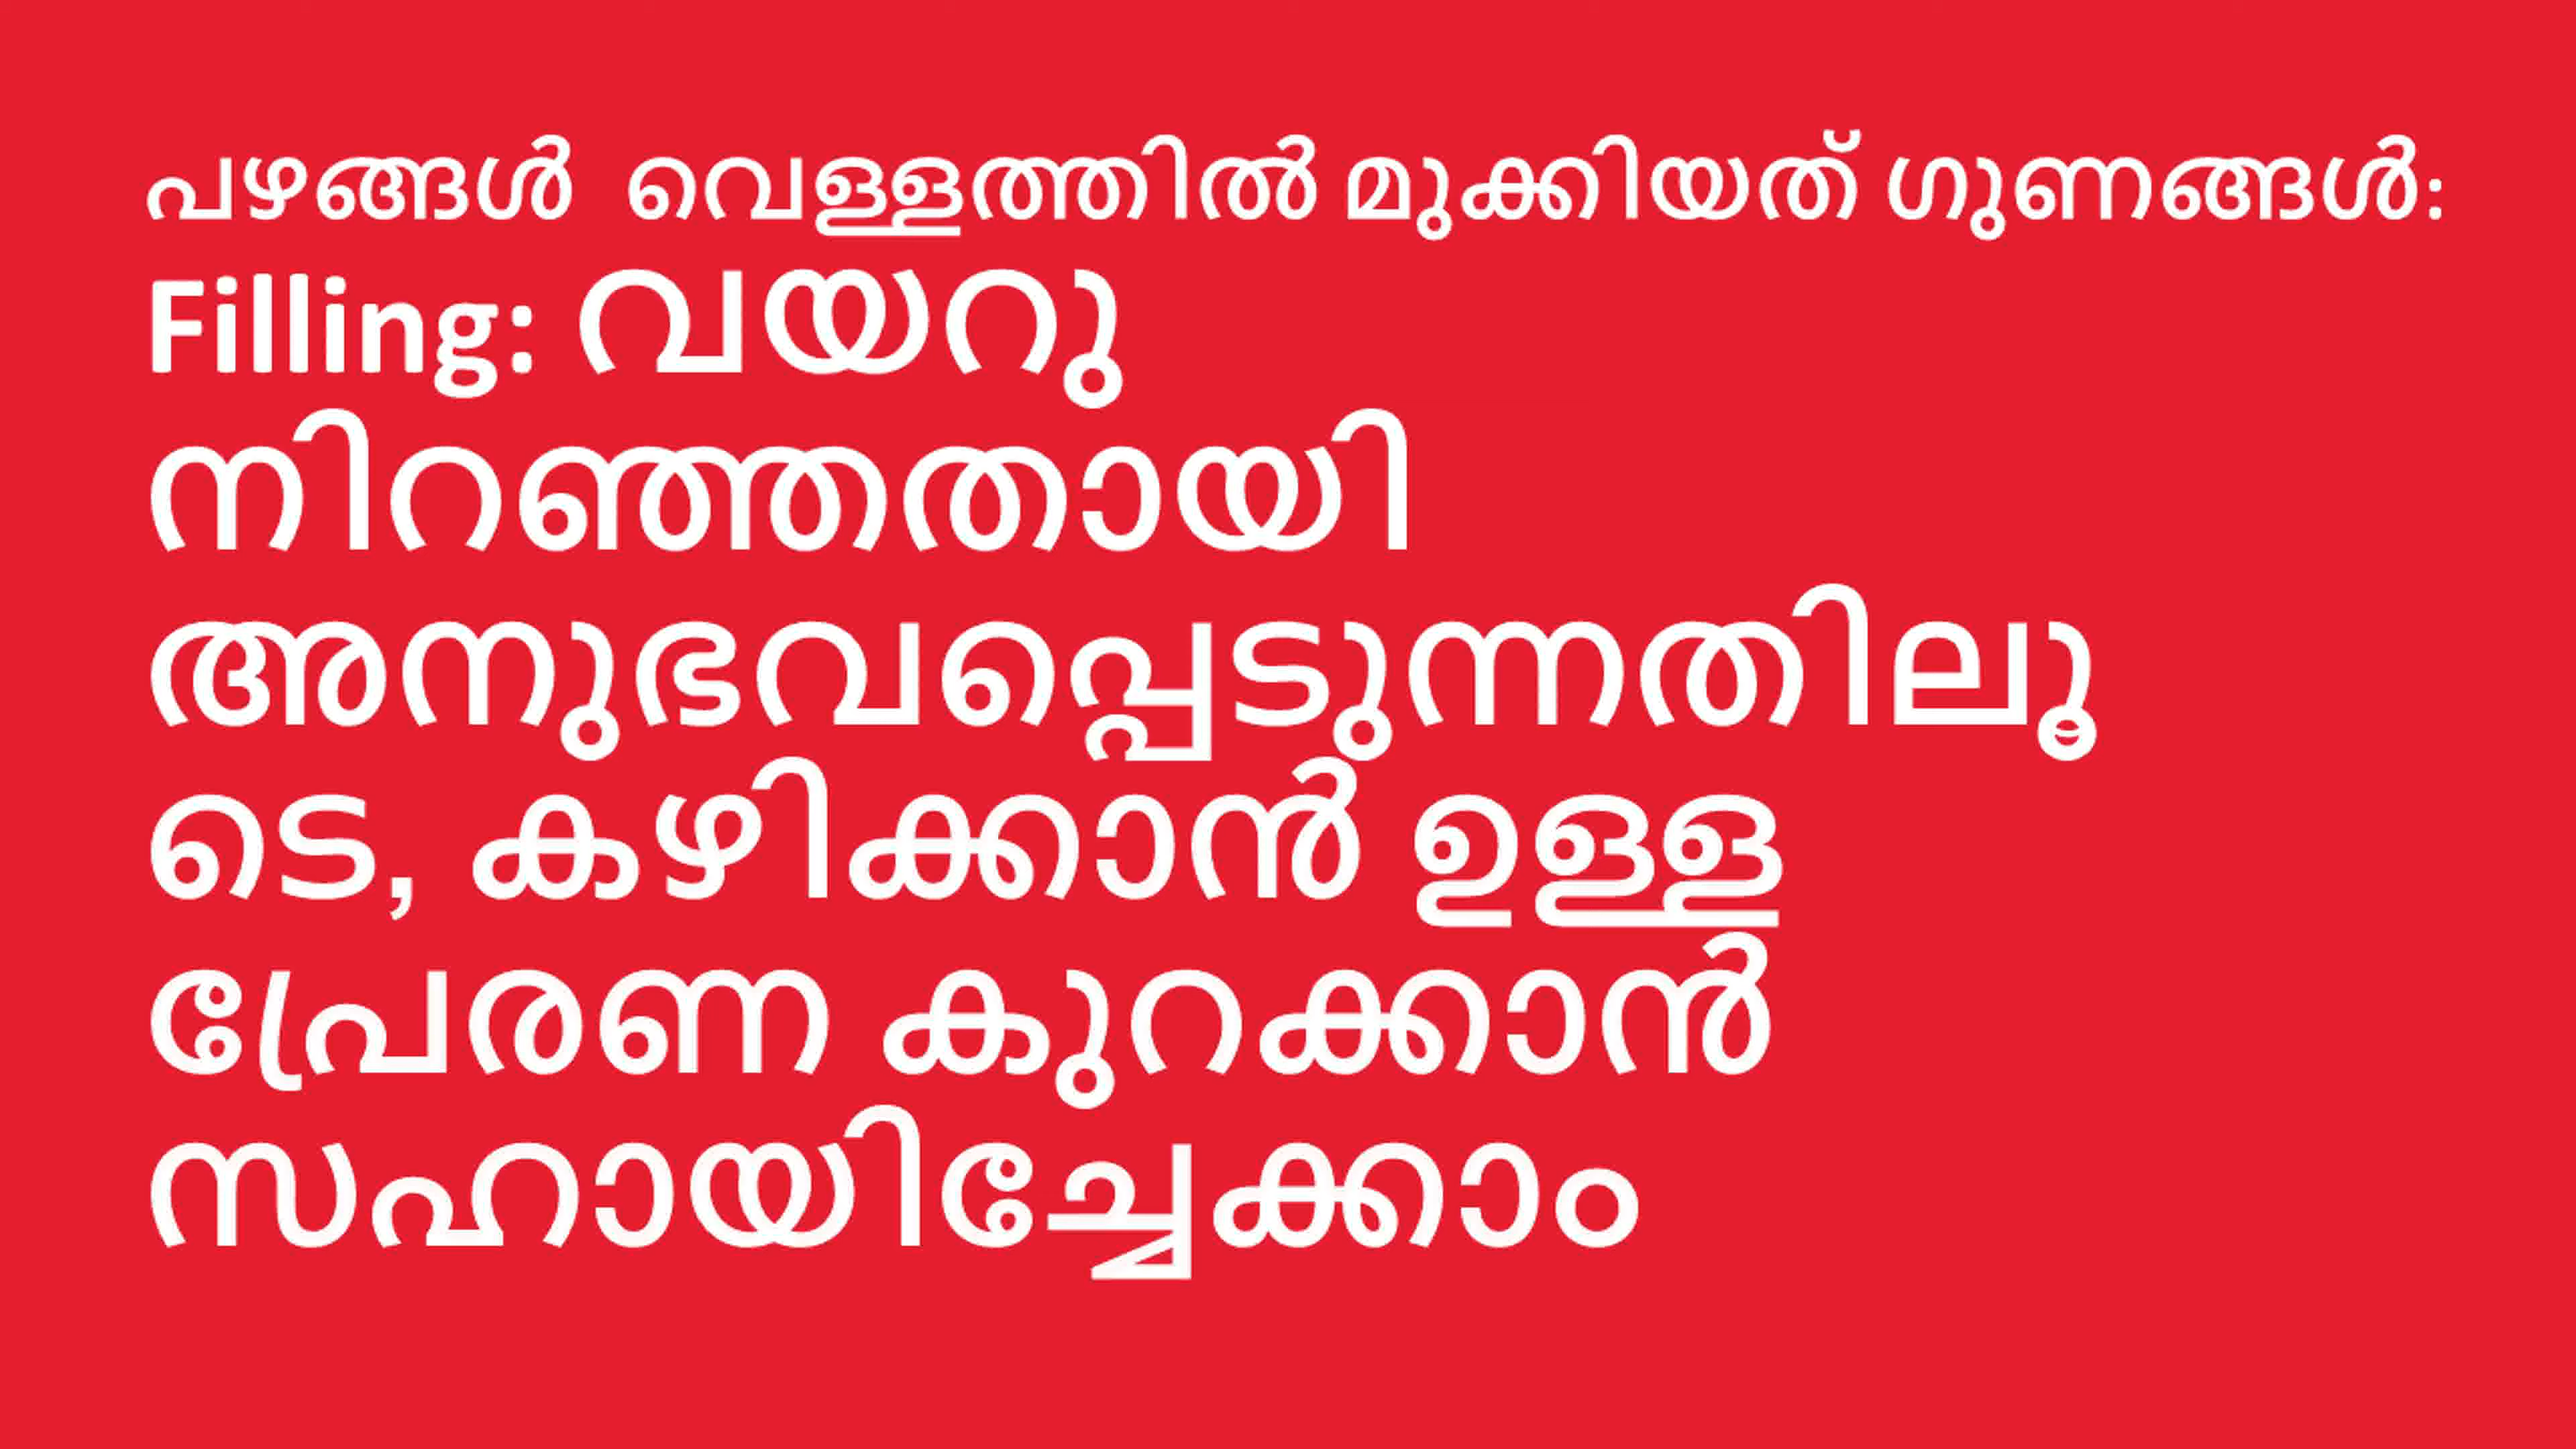 പഴങ്ങൾ വെള്ളത്തിൽ മുക്കിയത് ഗുണങ്ങൾ:
Filling: വയറു
നിറഞ്ഞതായി
അനുഭവപ്പെടുന്നതിലൂ
ടെ, കഴിക്കാൻ ഉള്ള
പ്രേരണ കുറക്കാൻ
സഹായിച്ചേക്കാം